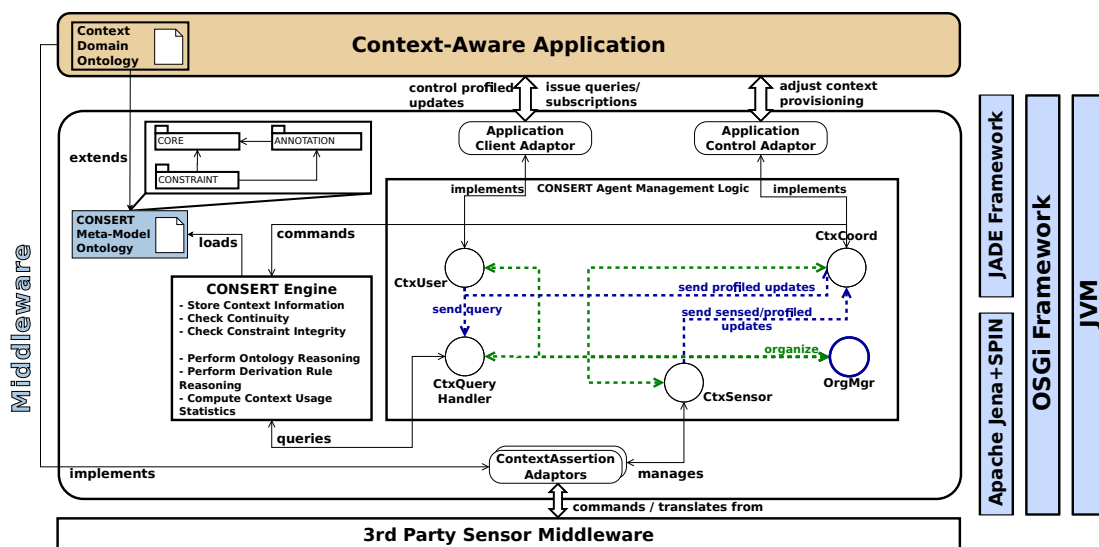 Context
Domain
Ontology
Context-Aware Application
control profiled
updates
issue queries/
subscriptions
adjust context
provisioning
Application
Client Adaptor
Application
Control Adaptor
CORE
ANNOTATION
CONSTRAINT
extends
implements
CONSERT Agent Management Logic
implements
CONSERT
Meta-Model
Ontology
loads
commands
CtxCoord
CtxUser
CONSERT Engine
- Store Context Information
- Check Continuity
- Check Constraint Integrity
- Perform Ontology Reasoning
- Perform Derivation Rule
Reasoning
- Compute Context Usage
Statistics
send profiled updates
send query
send sensed/profiled
updates
organize
CtxQuery
Handler
CtxSensor
OrgMgr
queries
implements
ContextAssertion
Adaptors
manages
commands / translates from
3rd Party Sensor Middleware
Middleware
JADE Framework
Apache Jena+SPIN
OSGi Framework
JVM